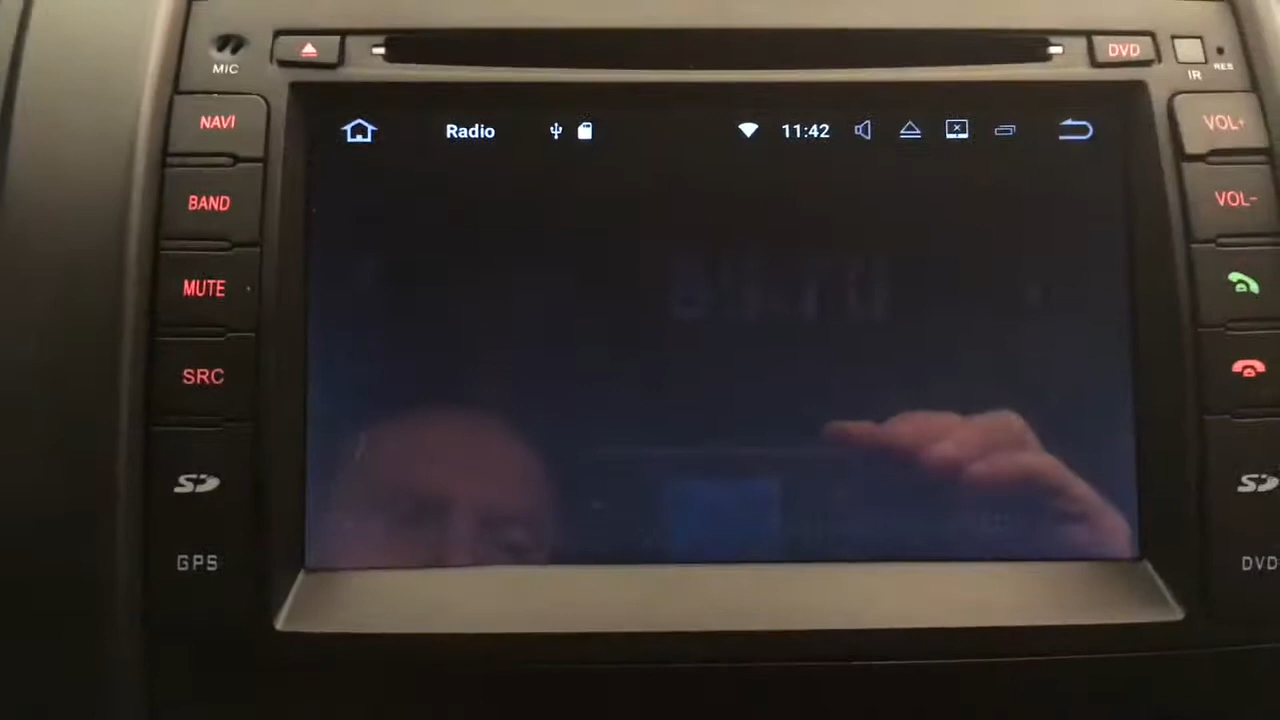 MIC
DVD
IR
RES
NAVI
VOL+
Radio
11:42
BAND
VOL-
MUTE
SRC
SD
SD
GPS
DVD